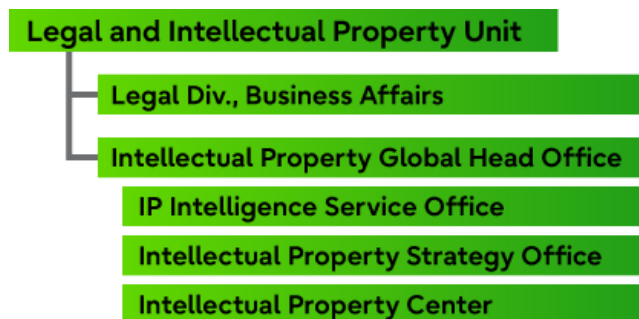 Legal and Intellectual Property Unit
Legal Div., Business Affairs
Intellectual Property Global Head Office
IP Intelligence Service Office
Intellectual Property Strategy Office
Intellectual Property Center